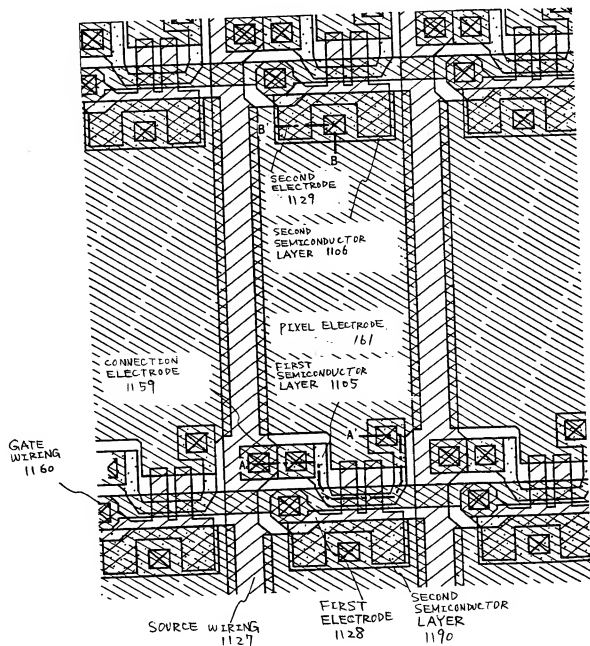 B'
B
SECOND
ELECTRODE
1129
SECOND
SEMICONDUCTOR
LAYER 1106
PIXEL ELECTRODE
161
CONNECTION
ELECTRODE
1159
FIRST
SEMICONDUCTOR
LAYER 1105
GATE
WIRING
1160
A
A'
SOURCE WIRING
1127
FIRST
ELECTRODE
1128
SECOND
SEMICONDUCTOR
LAYER
1190